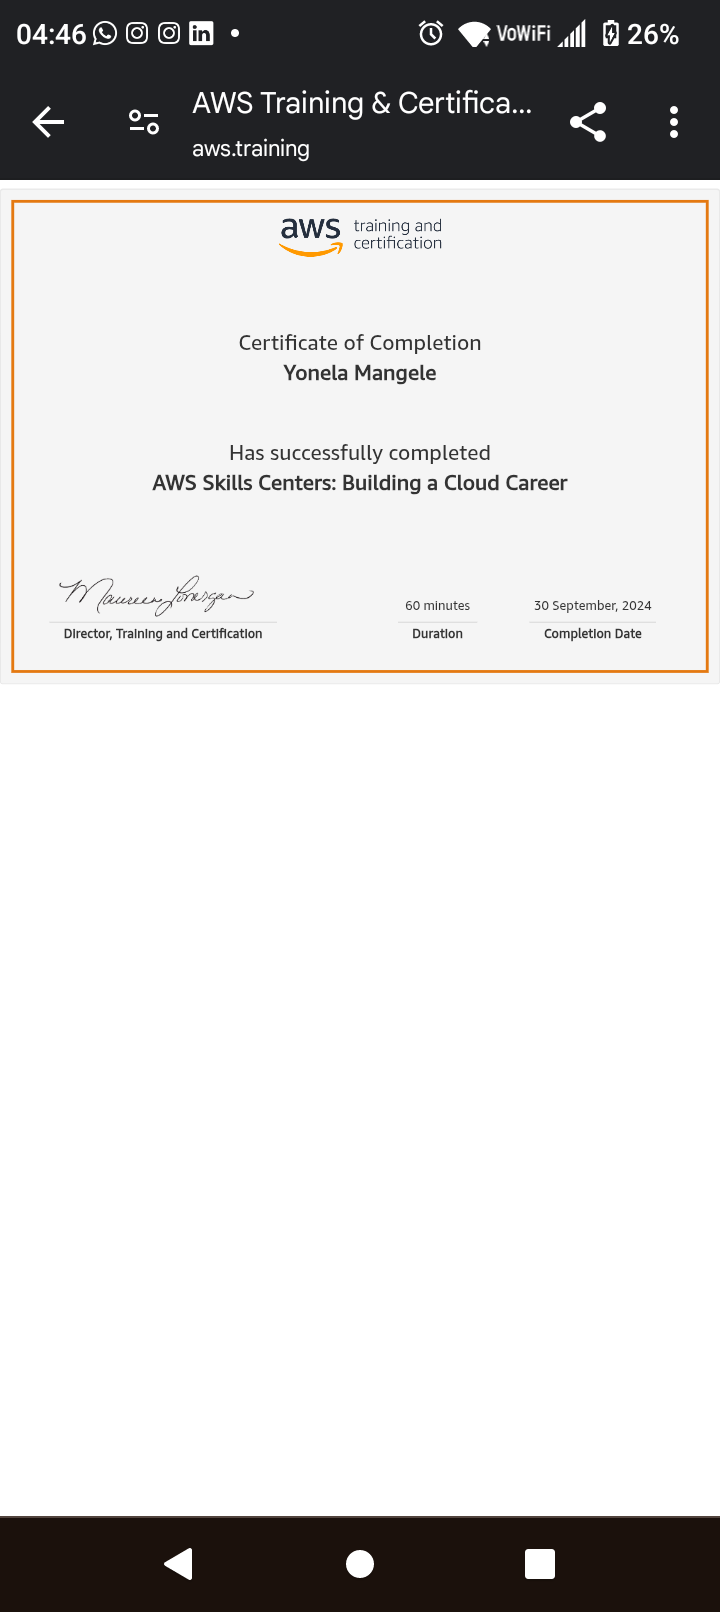 04:46 VoWiFi 26%
AWS Training & Certifica...
aws.training
aws training and
certification
Certificate of Completion
Yonela Mangele
Has successfully completed
AWS Skills Centers: Building a Cloud Career
Maureen Lonergan
60 minutes
30 September, 2024
Director, Training and Certification
Duration
Completion Date